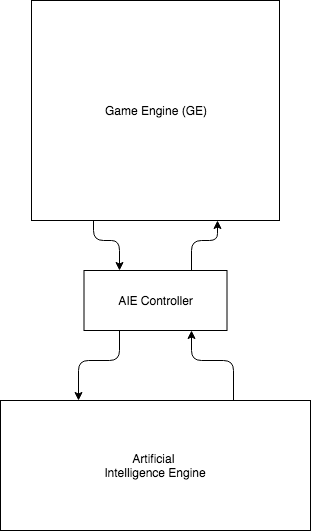 Game Engine (GE)
AIE Controller
Artificial
Intelligence Engine